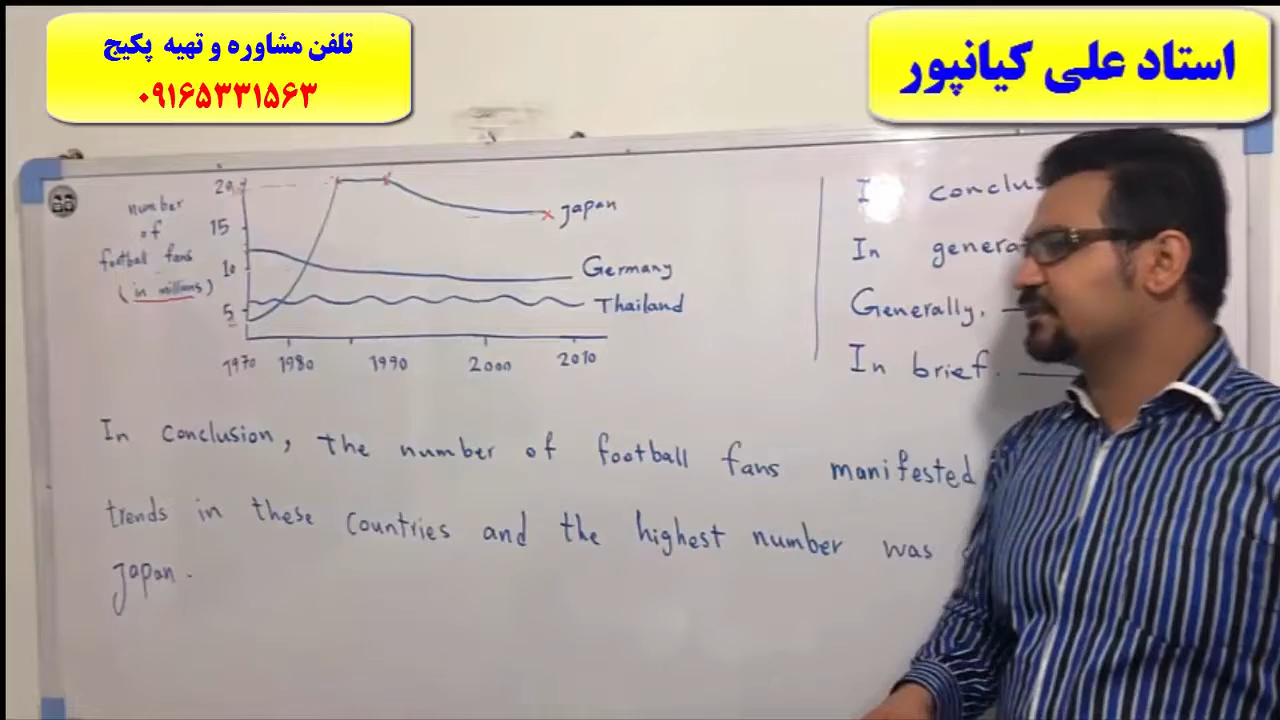 تلفن مشاوره و تهیه پکیج
۰۹۱۶۵۳۳۱۵۶۳
استاد علی کیانپور
number
of
football fans
(in millions)
20
15
10
5
1970 1980 1990 2000 2010
Japan
Germany
Thailand
In
In
Generally,
In brief.
In conclusion, the number of football fans manifested
trends in these countries and the highest number was
Japan.